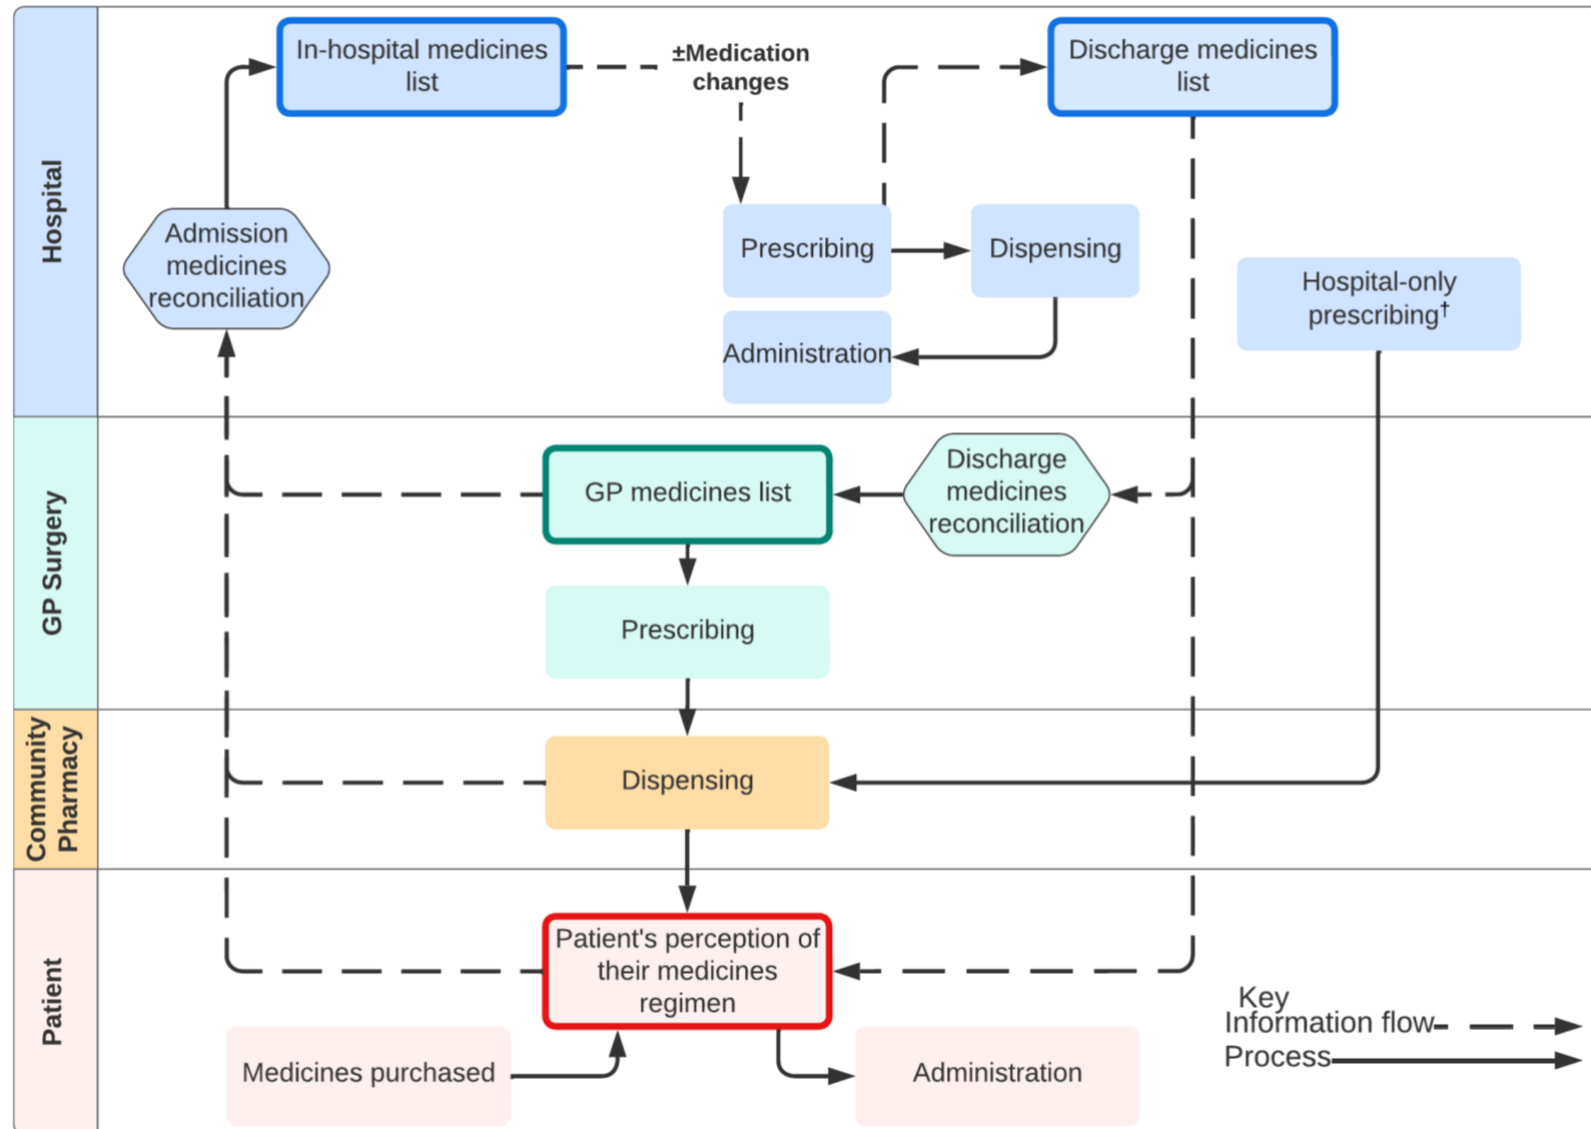 Hospital
In-hospital medicines
list
±Medication
changes
Discharge medicines
list
Admission
medicines
reconciliation
Prescribing
Dispensing
Administration
Hospital-only
prescribing†
GP Surgery
GP medicines list
Discharge
medicines
reconciliation
Prescribing
Community
Pharmacy
Dispensing
Patient
Patient's perception of
their medicines
regimen
Medicines purchased
Administration
Key
Information flow
Process